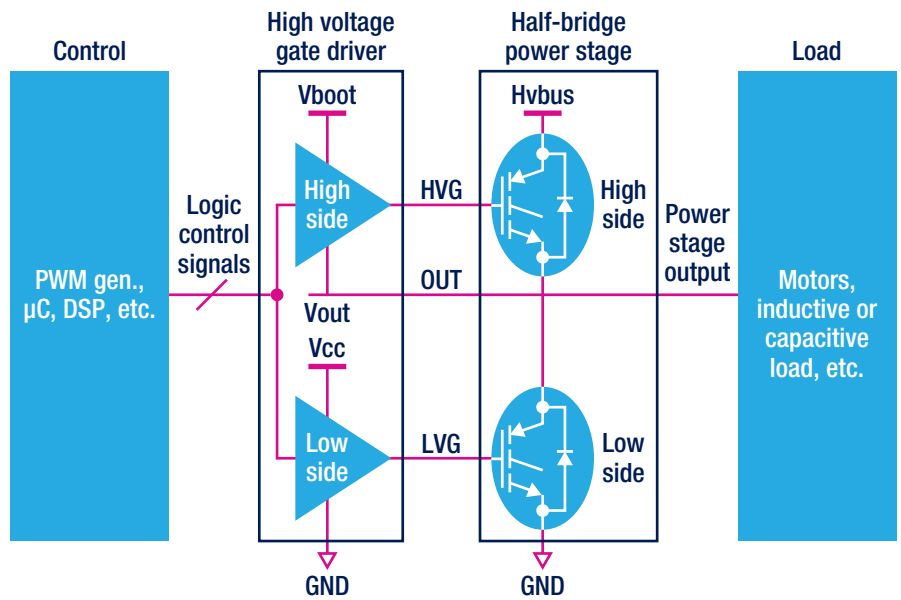 Control
High voltage
gate driver
Half-bridge
power stage
Load
Vboot
Hvbus
High
side
HVG
High
side
Logic
control
signals
Power
stage
output
PWM gen.,
µC, DSP, etc.
OUT
Motors,
inductive or
capacitive
load, etc.
Vout
Vcc
Low
side
LVG
Low
side
GND
GND